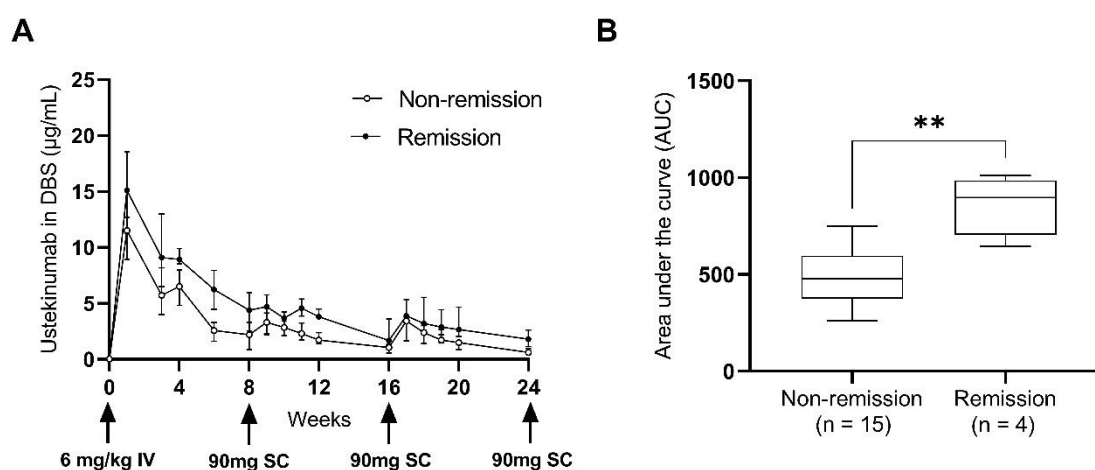 A
Ustekinumab in DBS (µg/mL)
25
20
15
10
5
0
Non-remission
Remission
0 4 8 12 16 20 24
Weeks
6 mg/kg IV 90mg SC 90mg SC 90mg SC
B
Area under the curve (AUC)
1500
1000
500
0
**
Non-remission Remission
(n = 15) (n = 4)